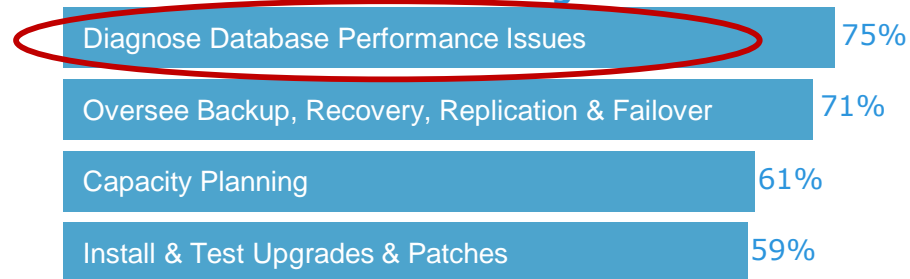 Diagnose Database Performance Issues 75%
Oversee Backup, Recovery, Replication & Failover 71%
Capacity Planning 61%
Install & Test Upgrades & Patches 59%